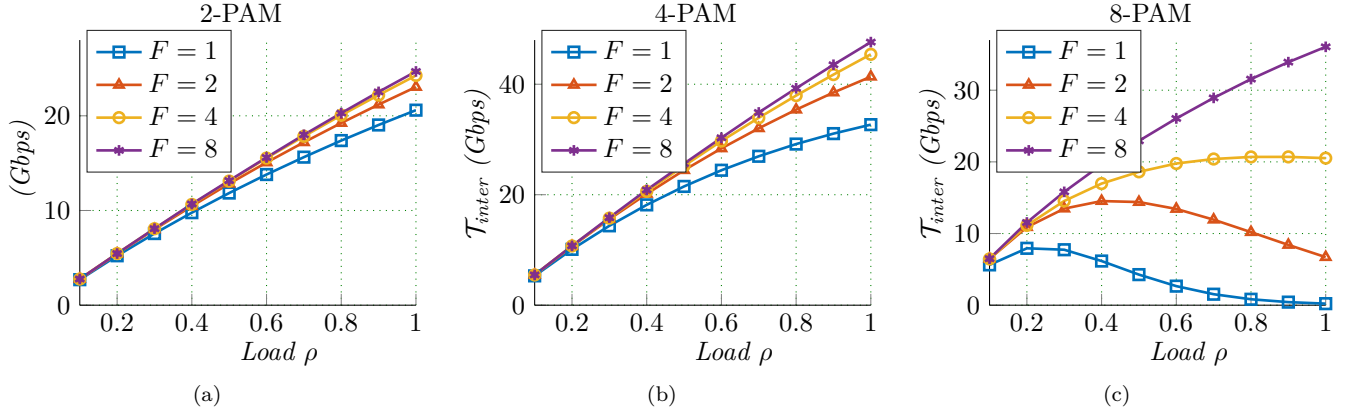 2-PAM
F = 1
F = 2
F = 4
F = 8
(Gbps)
20
10
0
0.2 0.4 0.6 0.8 1
Load ρ
(a)
4-PAM
F = 1
F = 2
F = 4
F = 8
𝒯inter (Gbps)
40
20
0
0.2 0.4 0.6 0.8 1
Load ρ
(b)
8-PAM
F = 1
F = 2
F = 4
F = 8
𝒯inter (Gbps)
30
20
10
0
0.2 0.4 0.6 0.8 1
Load ρ
(c)